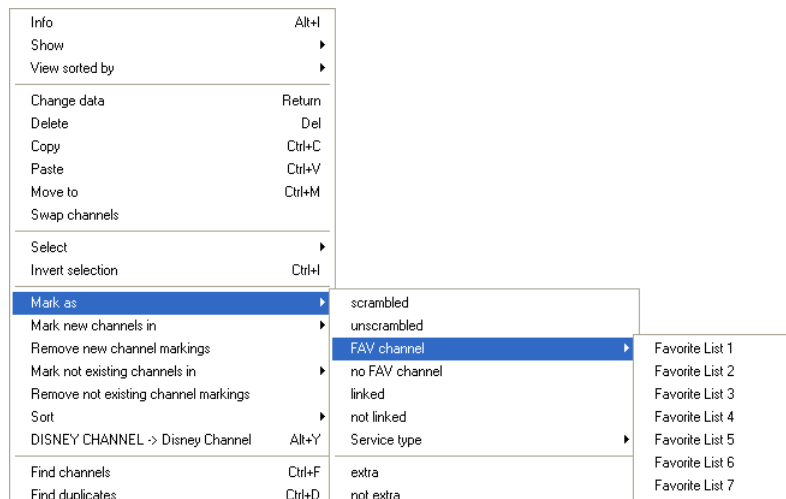 Info Alt+I
Show
View sorted by
Change data Return
Delete Del
Copy Ctrl+C
Paste Ctrl+V
Move to Ctrl+M
Swap channels
Select
Invert selection Ctrl+I
Mark as
Mark new channels in
Remove new channel markings
Mark not existing channels in
Remove not existing channel markings
Sort
DISNEY CHANNEL -> Disney Channel Alt+Y
Find channels Ctrl+F
Find duplicates Ctrl+D
scrambled
unscrambled
FAV channel
no FAV channel
linked
not linked
Service type
extra
not extra
Favorite List 1
Favorite List 2
Favorite List 3
Favorite List 4
Favorite List 5
Favorite List 6
Favorite List 7